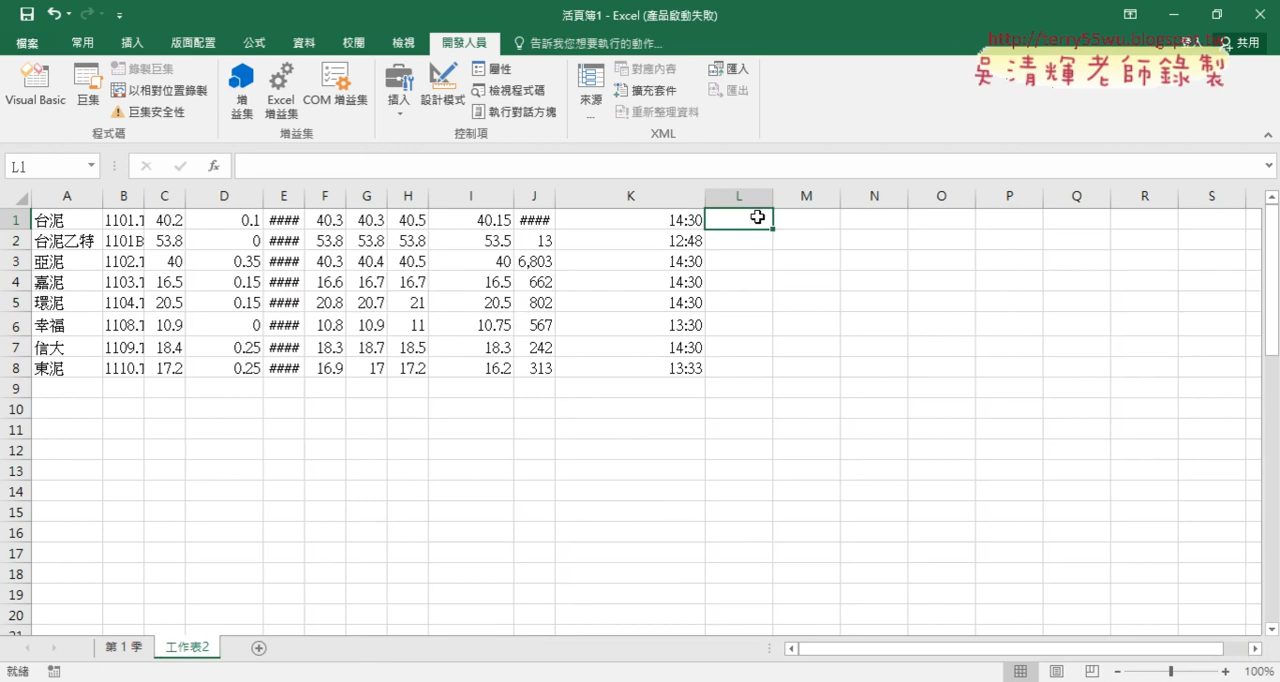 活頁簿1 - Excel (產品啟動失敗)
檔案 常用 插入 版面配置 公式 資料 校閱 檢視 開發人員 告訴我您想要執行的動作... 共用
http://terry55wu.blogspot.tw
吳清輝老師錄製
Visual Basic 巨集 錄製巨集 以相對位置錄製 巨集安全性 程式碼
增益集 Excel 增益集 COM 增益集 增益集
插入 設計模式 屬性 檢視程式碼 執行對話方塊 控制項
來源... 對應內容 擴充套件 重新整理資料 匯入 匯出 XML
L1 fx
A B C D E F G H I J K L M N O P Q R S
1 台泥 1101.T 40.2 0.1 #### 40.3 40.3 40.5 40.15 #### 14:30
2 台泥乙特 1101B 53.8 0 #### 53.8 53.8 53.8 53.5 13 12:48
3 亞泥 1102.T 40 0.35 #### 40.3 40.4 40.5 40 6,803 14:30
4 嘉泥 1103.T 16.5 0.15 #### 16.6 16.7 16.7 16.5 662 14:30
5 環泥 1104.T 20.5 0.15 #### 20.8 20.7 21 20.5 802 14:30
6 幸福 1108.T 10.9 0 #### 10.8 10.9 11 10.75 567 13:30
7 信大 1109.T 18.4 0.25 #### 18.3 18.7 18.5 18.3 242 14:30
8 東泥 1110.T 17.2 0.25 #### 16.9 17 17.2 16.2 313 13:33
9
10
11
12
13
14
15
16
17
18
19
20
第 1 季 工作表2
就緒 100%